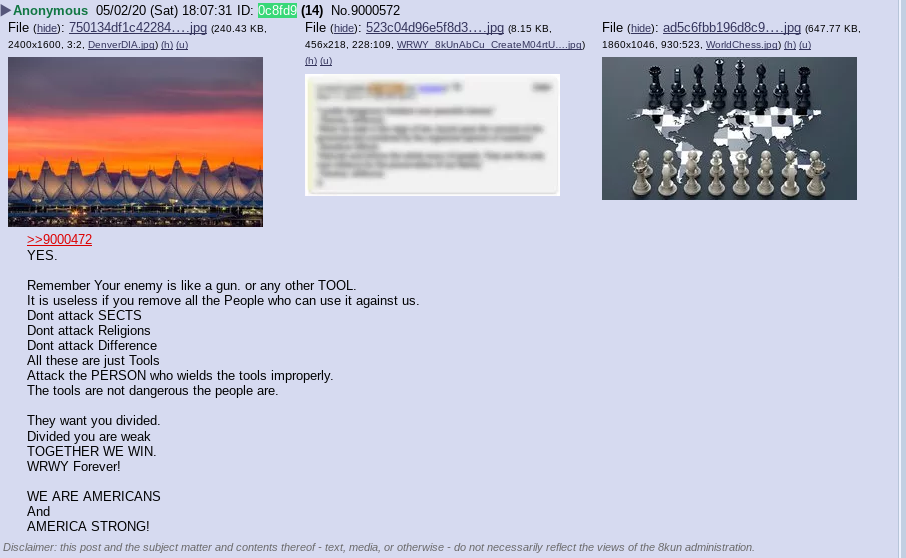 Anonymous 05/02/20 (Sat) 18:07:31 ID: 0c8fd9 (14) No.9000572
File (hide): 750134df1c42284….jpg (240.43 KB, 2400x1600, 3:2, DenverDIA.jpg) (h) (u)
File (hide): 523c04d96e5f8d3….jpg (8.15 KB, 456x218, 228:109, WRWY_8kUnAbCu_CreateM04rtU….jpg) (h) (u)
File (hide): ad5c6fbb196d8c9….jpg (647.77 KB, 1860x1046, 930:523, WorldChess.jpg) (h) (u)
>>9000472
YES.
Remember Your enemy is like a gun. or any other TOOL.
It is useless if you remove all the People who can use it against us.
Dont attack SECTS
Dont attack Religions
Dont attack Difference
All these are just Tools
Attack the PERSON who wields the tools improperly.
The tools are not dangerous the people are.
They want you divided.
Divided you are weak
TOGETHER WE WIN.
WRWY Forever!
WE ARE AMERICANS
And
AMERICA STRONG!
Disclaimer: this post and the subject matter and contents thereof - text, media, or otherwise - do not necessarily reflect the views of the 8kun administration.